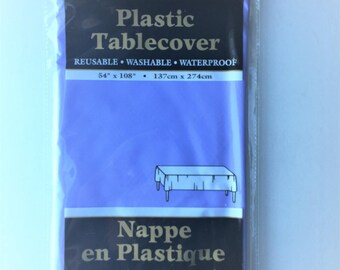 Plastic
Tablecover
REUSABLE • WASHABLE • WATERPROOF
54" x 108" • 137cm x 274cm
Nappe
en Plastique